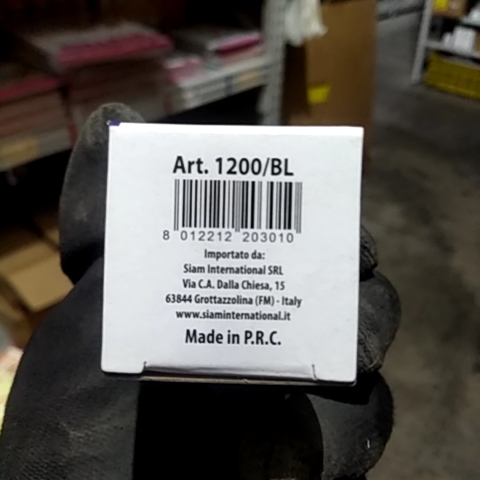 Art. 1200/BL
8 012212 203010
Importato da:
Siam International SRL
Via C.A. Dalla Chiesa, 15
63844 Grottazzolina (FM) - Italy
www.siaminternational.it
Made in P.R.C.